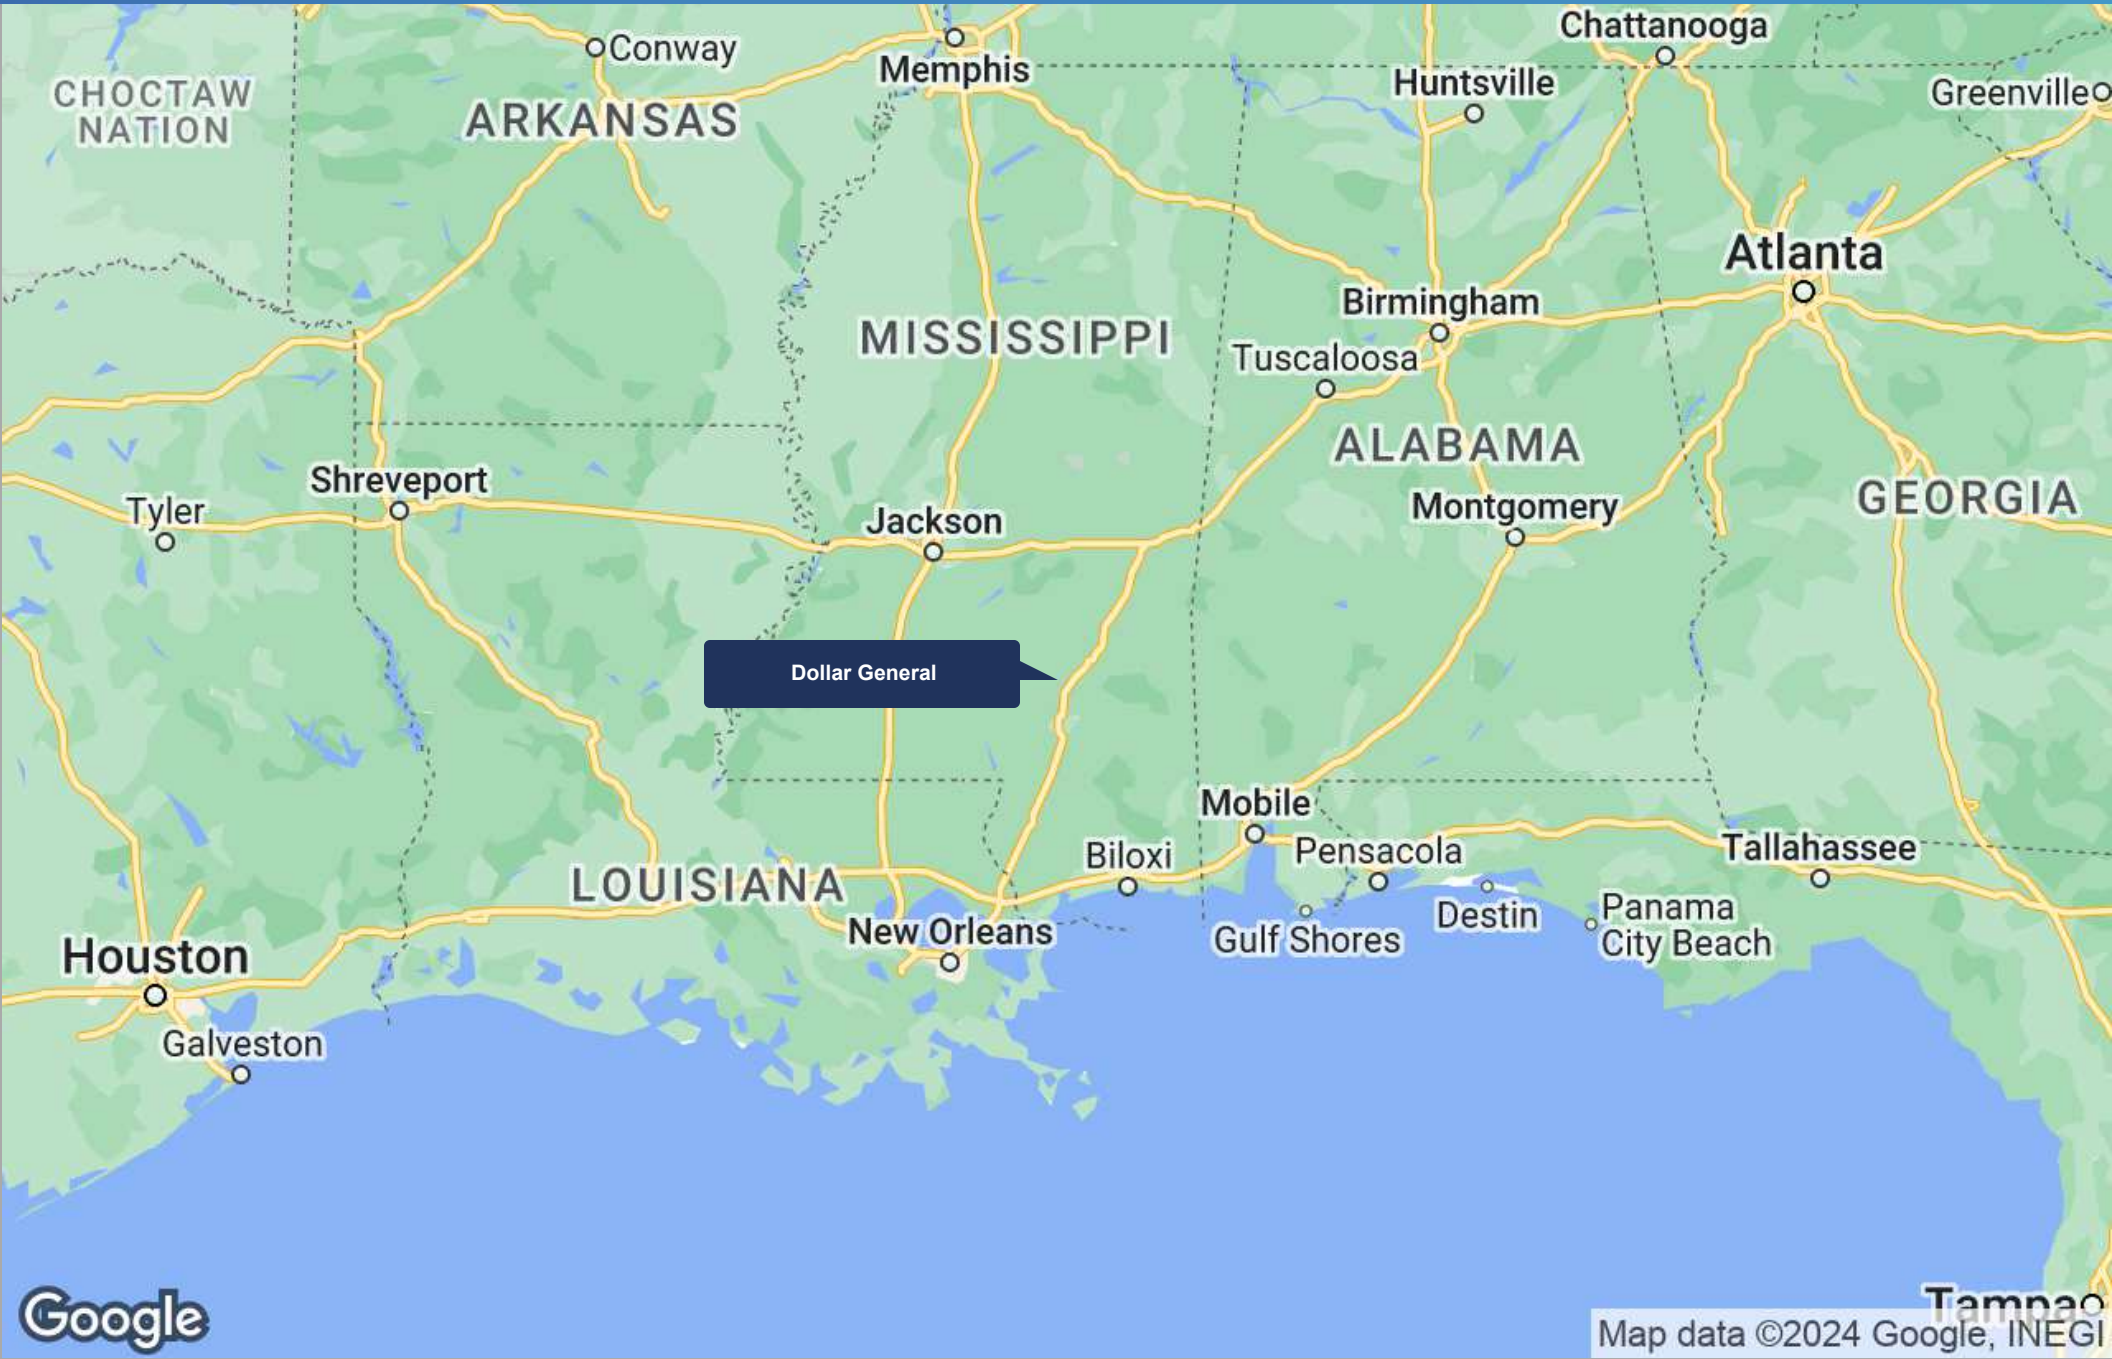 Chattanooga
Conway
Memphis
Huntsville
Greenville
CHOCTAW
NATION
ARKANSAS
Atlanta
Birmingham
MISSISSIPPI
Tuscaloosa
ALABAMA
Shreveport
Montgomery
GEORGIA
Tyler
Jackson
Dollar General
Mobile
Biloxi
Pensacola
Tallahassee
LOUISIANA
Panama
City Beach
Destin
New Orleans
Gulf Shores
Houston
Galveston
Google
Tampa
Map data ©2024 Google, INEGI